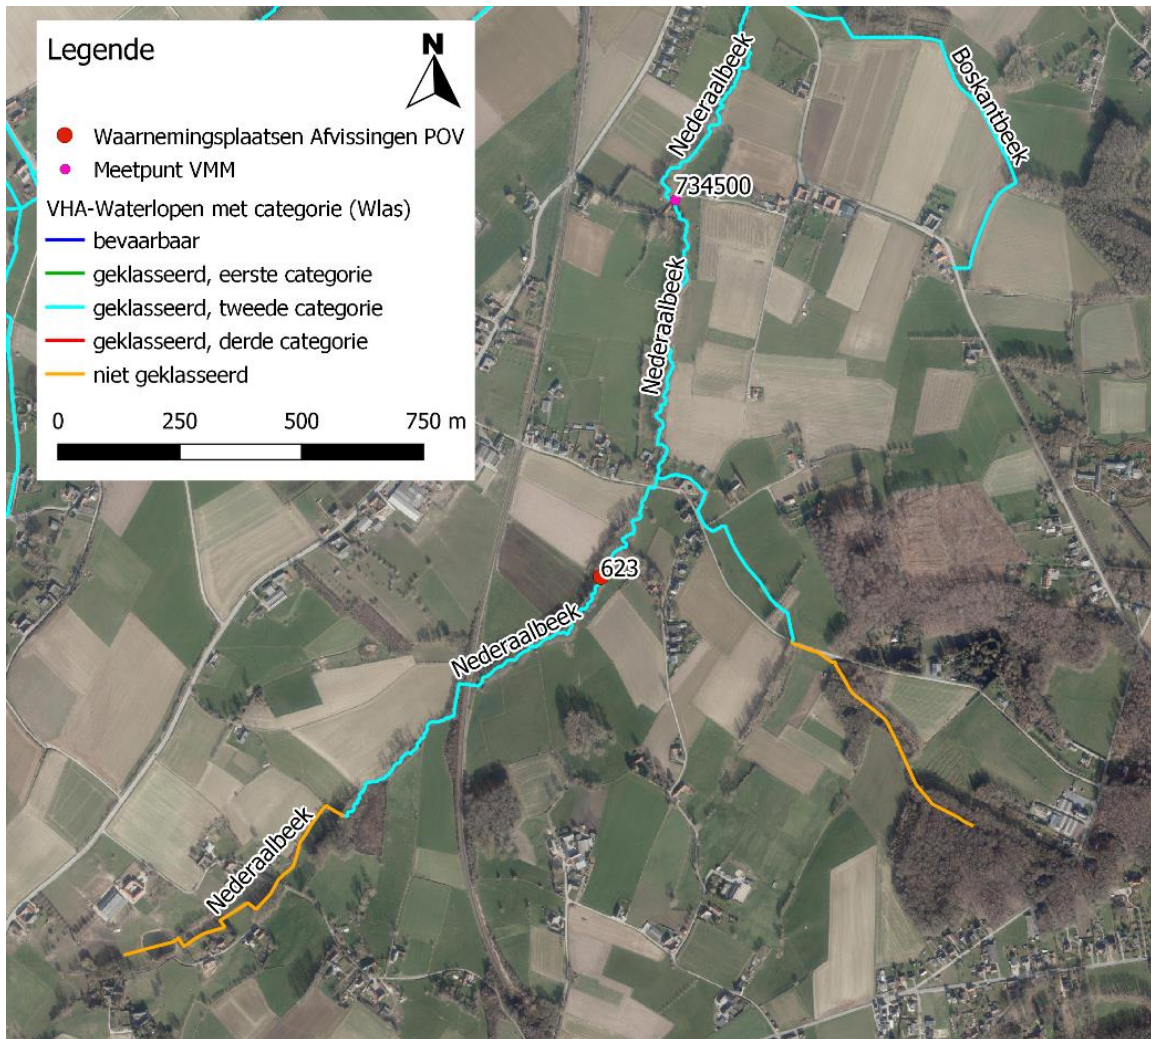 Legende
N
Waarnemingsplaatsen Afvissingen POV
Meetpunt VMM
VHA-Waterlopen met categorie (Wlas)
bevaarbaar
geklasseerd, eerste categorie
geklasseerd, tweede categorie
geklasseerd, derde categorie
niet geklasseerd
0 250 500 750 m
Nederaalbeek
Boskantbeek
734500
Nederaalbeek
623
Nederaalbeek
Nederaalbeek